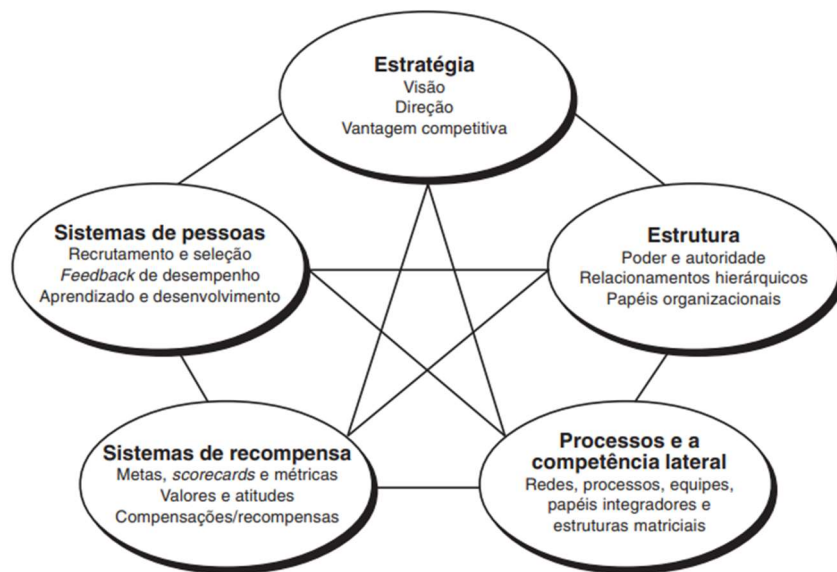 Estratégia
Visão
Direção
Vantagem competitiva
Sistemas de pessoas
Recrutamento e seleção
Feedback de desempenho
Aprendizado e desenvolvimento
Estrutura
Poder e autoridade
Relacionamentos hierárquicos
Papéis organizacionais
Sistemas de recompensa
Metas, scorecards e métricas
Valores e atitudes
Compensações/recompensas
Processos e a
competência lateral
Redes, processos, equipes,
papéis integradores e
estruturas matriciais